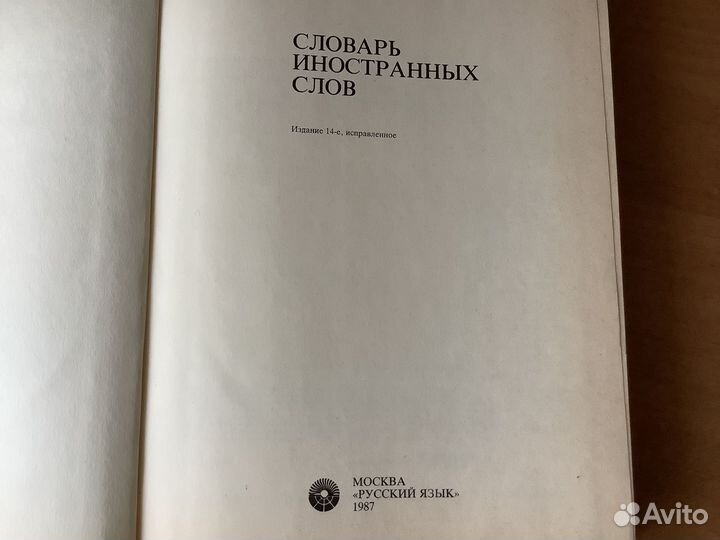 СЛОВАРЬ
ИНОСТРАННЫХ
СЛОВ
Издание 14-е, исправленное
МОСКВА
«РУССКИЙ ЯЗЫК»
1987
Avito